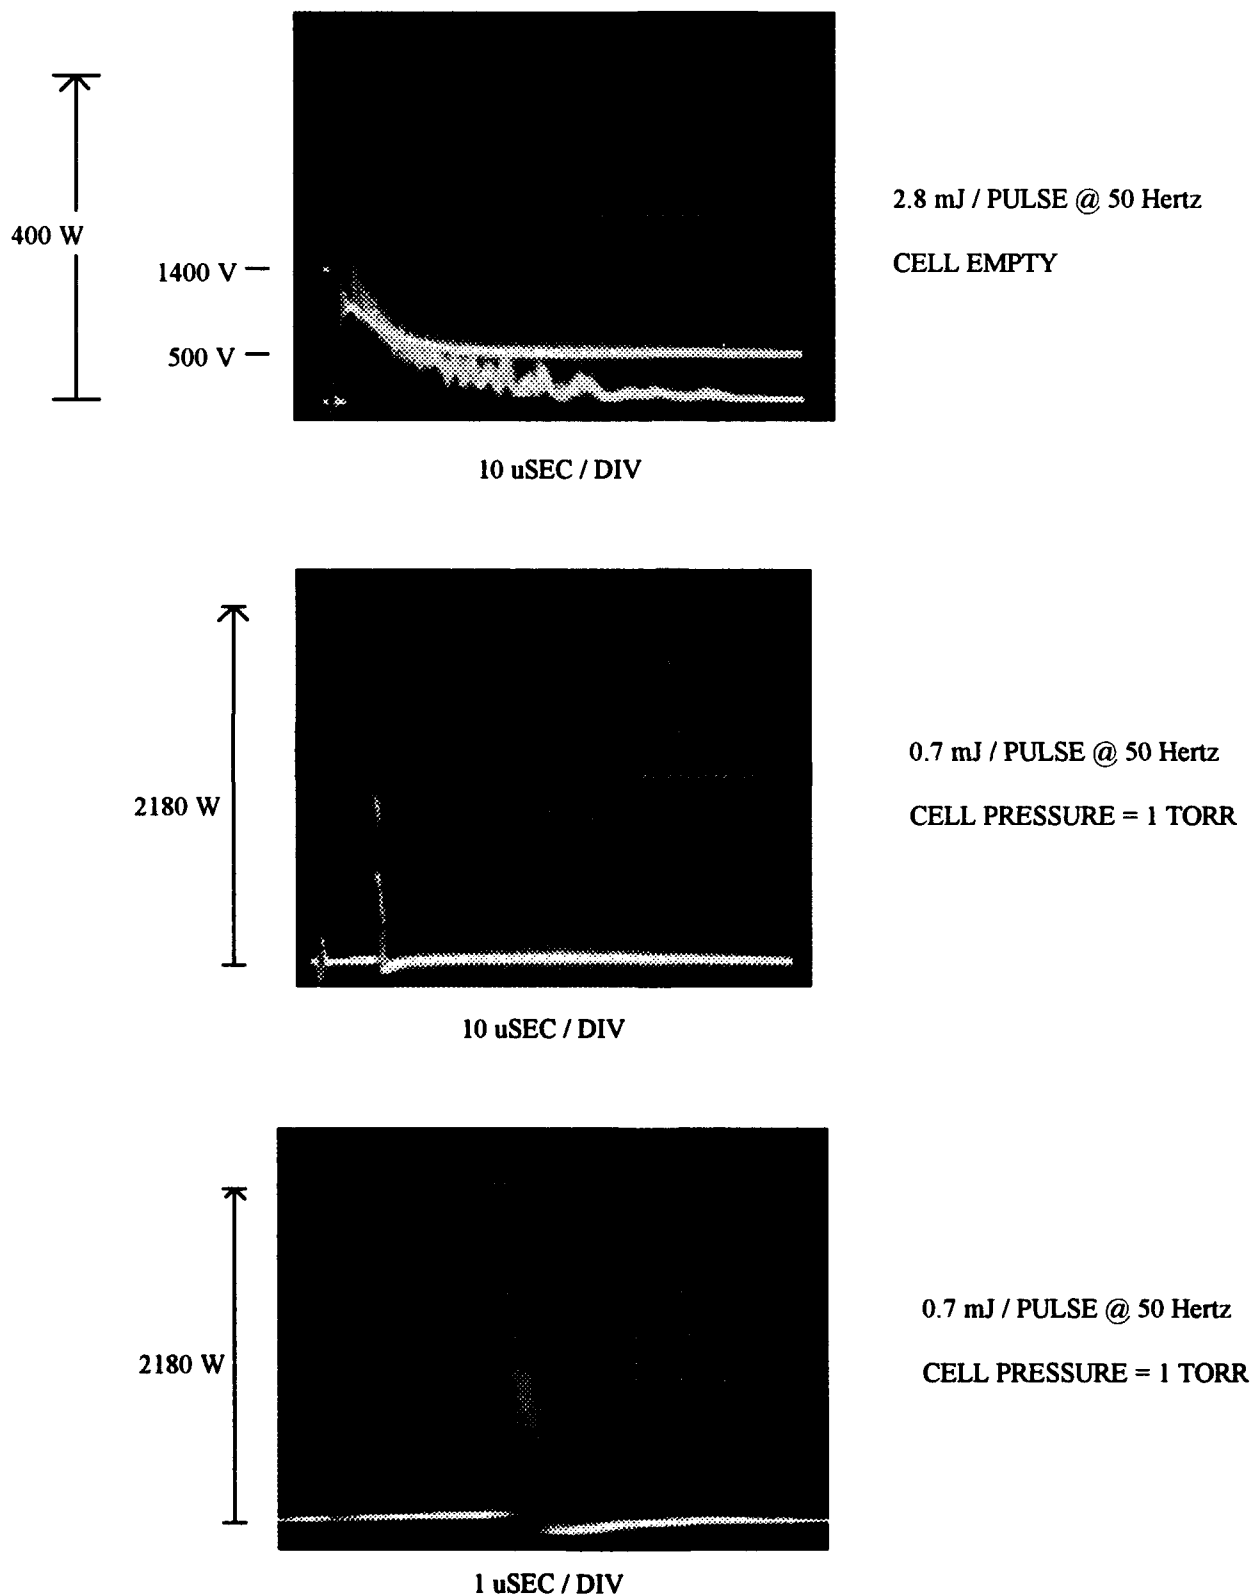 400 W
1400 V
500 V
2.8 mJ / PULSE @ 50 Hertz
CELL EMPTY
10 uSEC / DIV
2180 W
0.7 mJ / PULSE @ 50 Hertz
CELL PRESSURE = 1 TORR
10 uSEC / DIV
2180 W
0.7 mJ / PULSE @ 50 Hertz
CELL PRESSURE = 1 TORR
1 uSEC / DIV